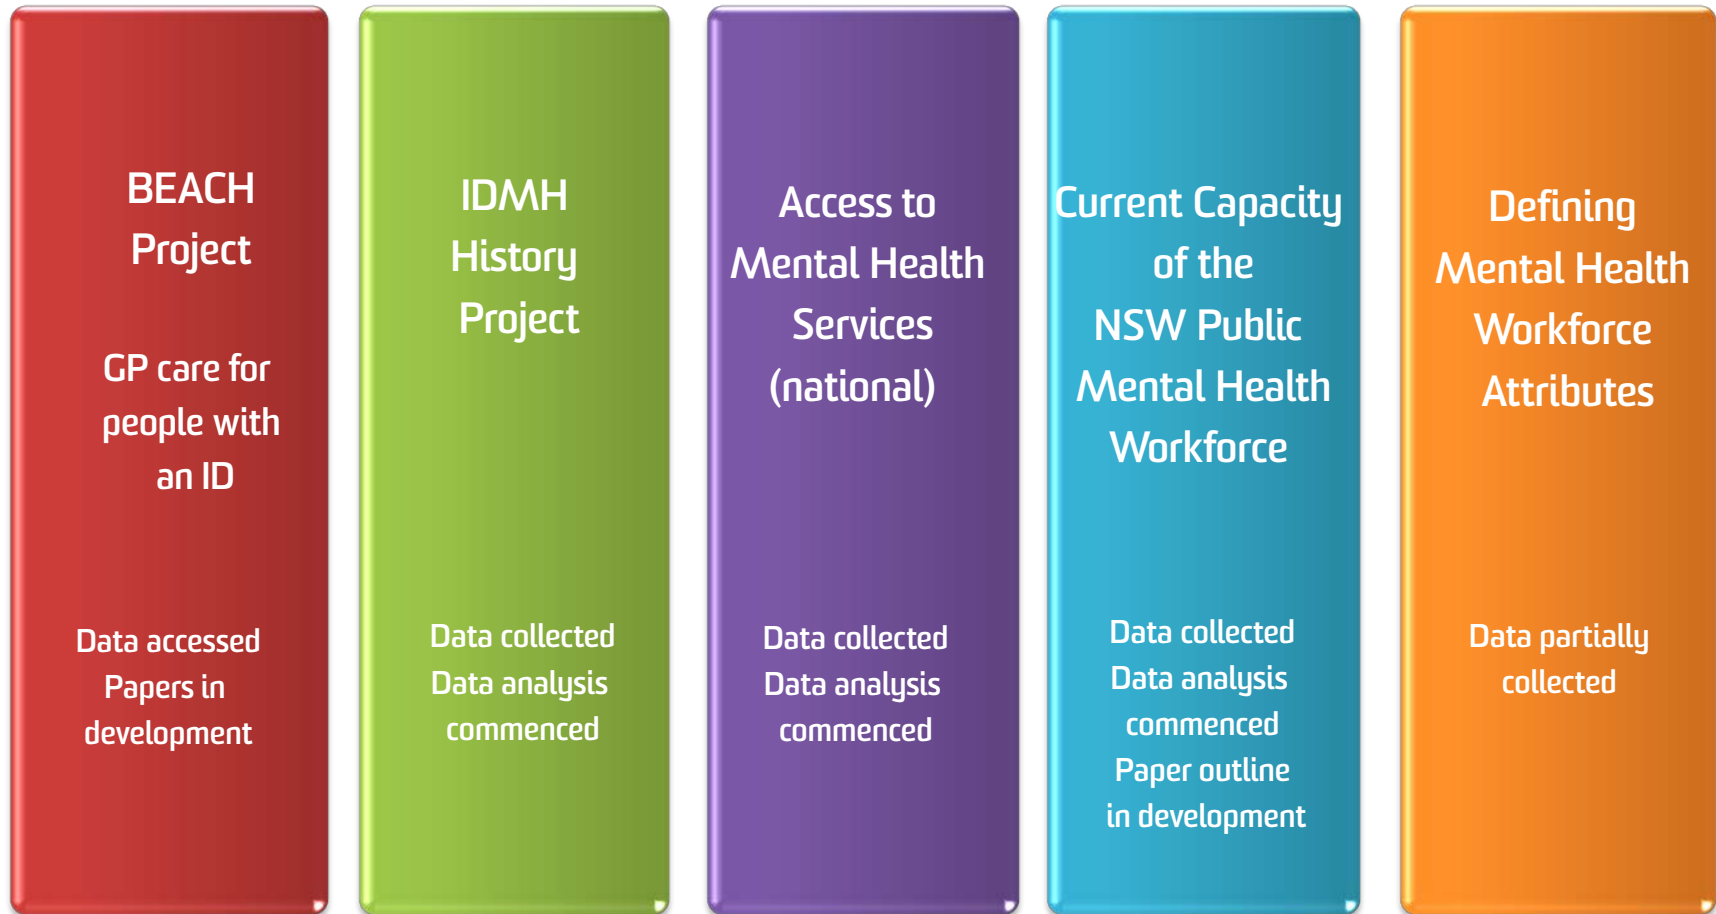 BEACH
Project
GP care for
people with
an ID
Data accessed
Papers in
development
IDMH
History
Project
Data collected
Data analysis
commenced
Access to
Mental Health
Services
(national)
Data collected
Data analysis
commenced
Current Capacity
of the
NSW Public
Mental Health
Workforce
Data collected
Data analysis
commenced
Paper outline
in development
Defining
Mental Health
Workforce
Attributes
Data partially
collected